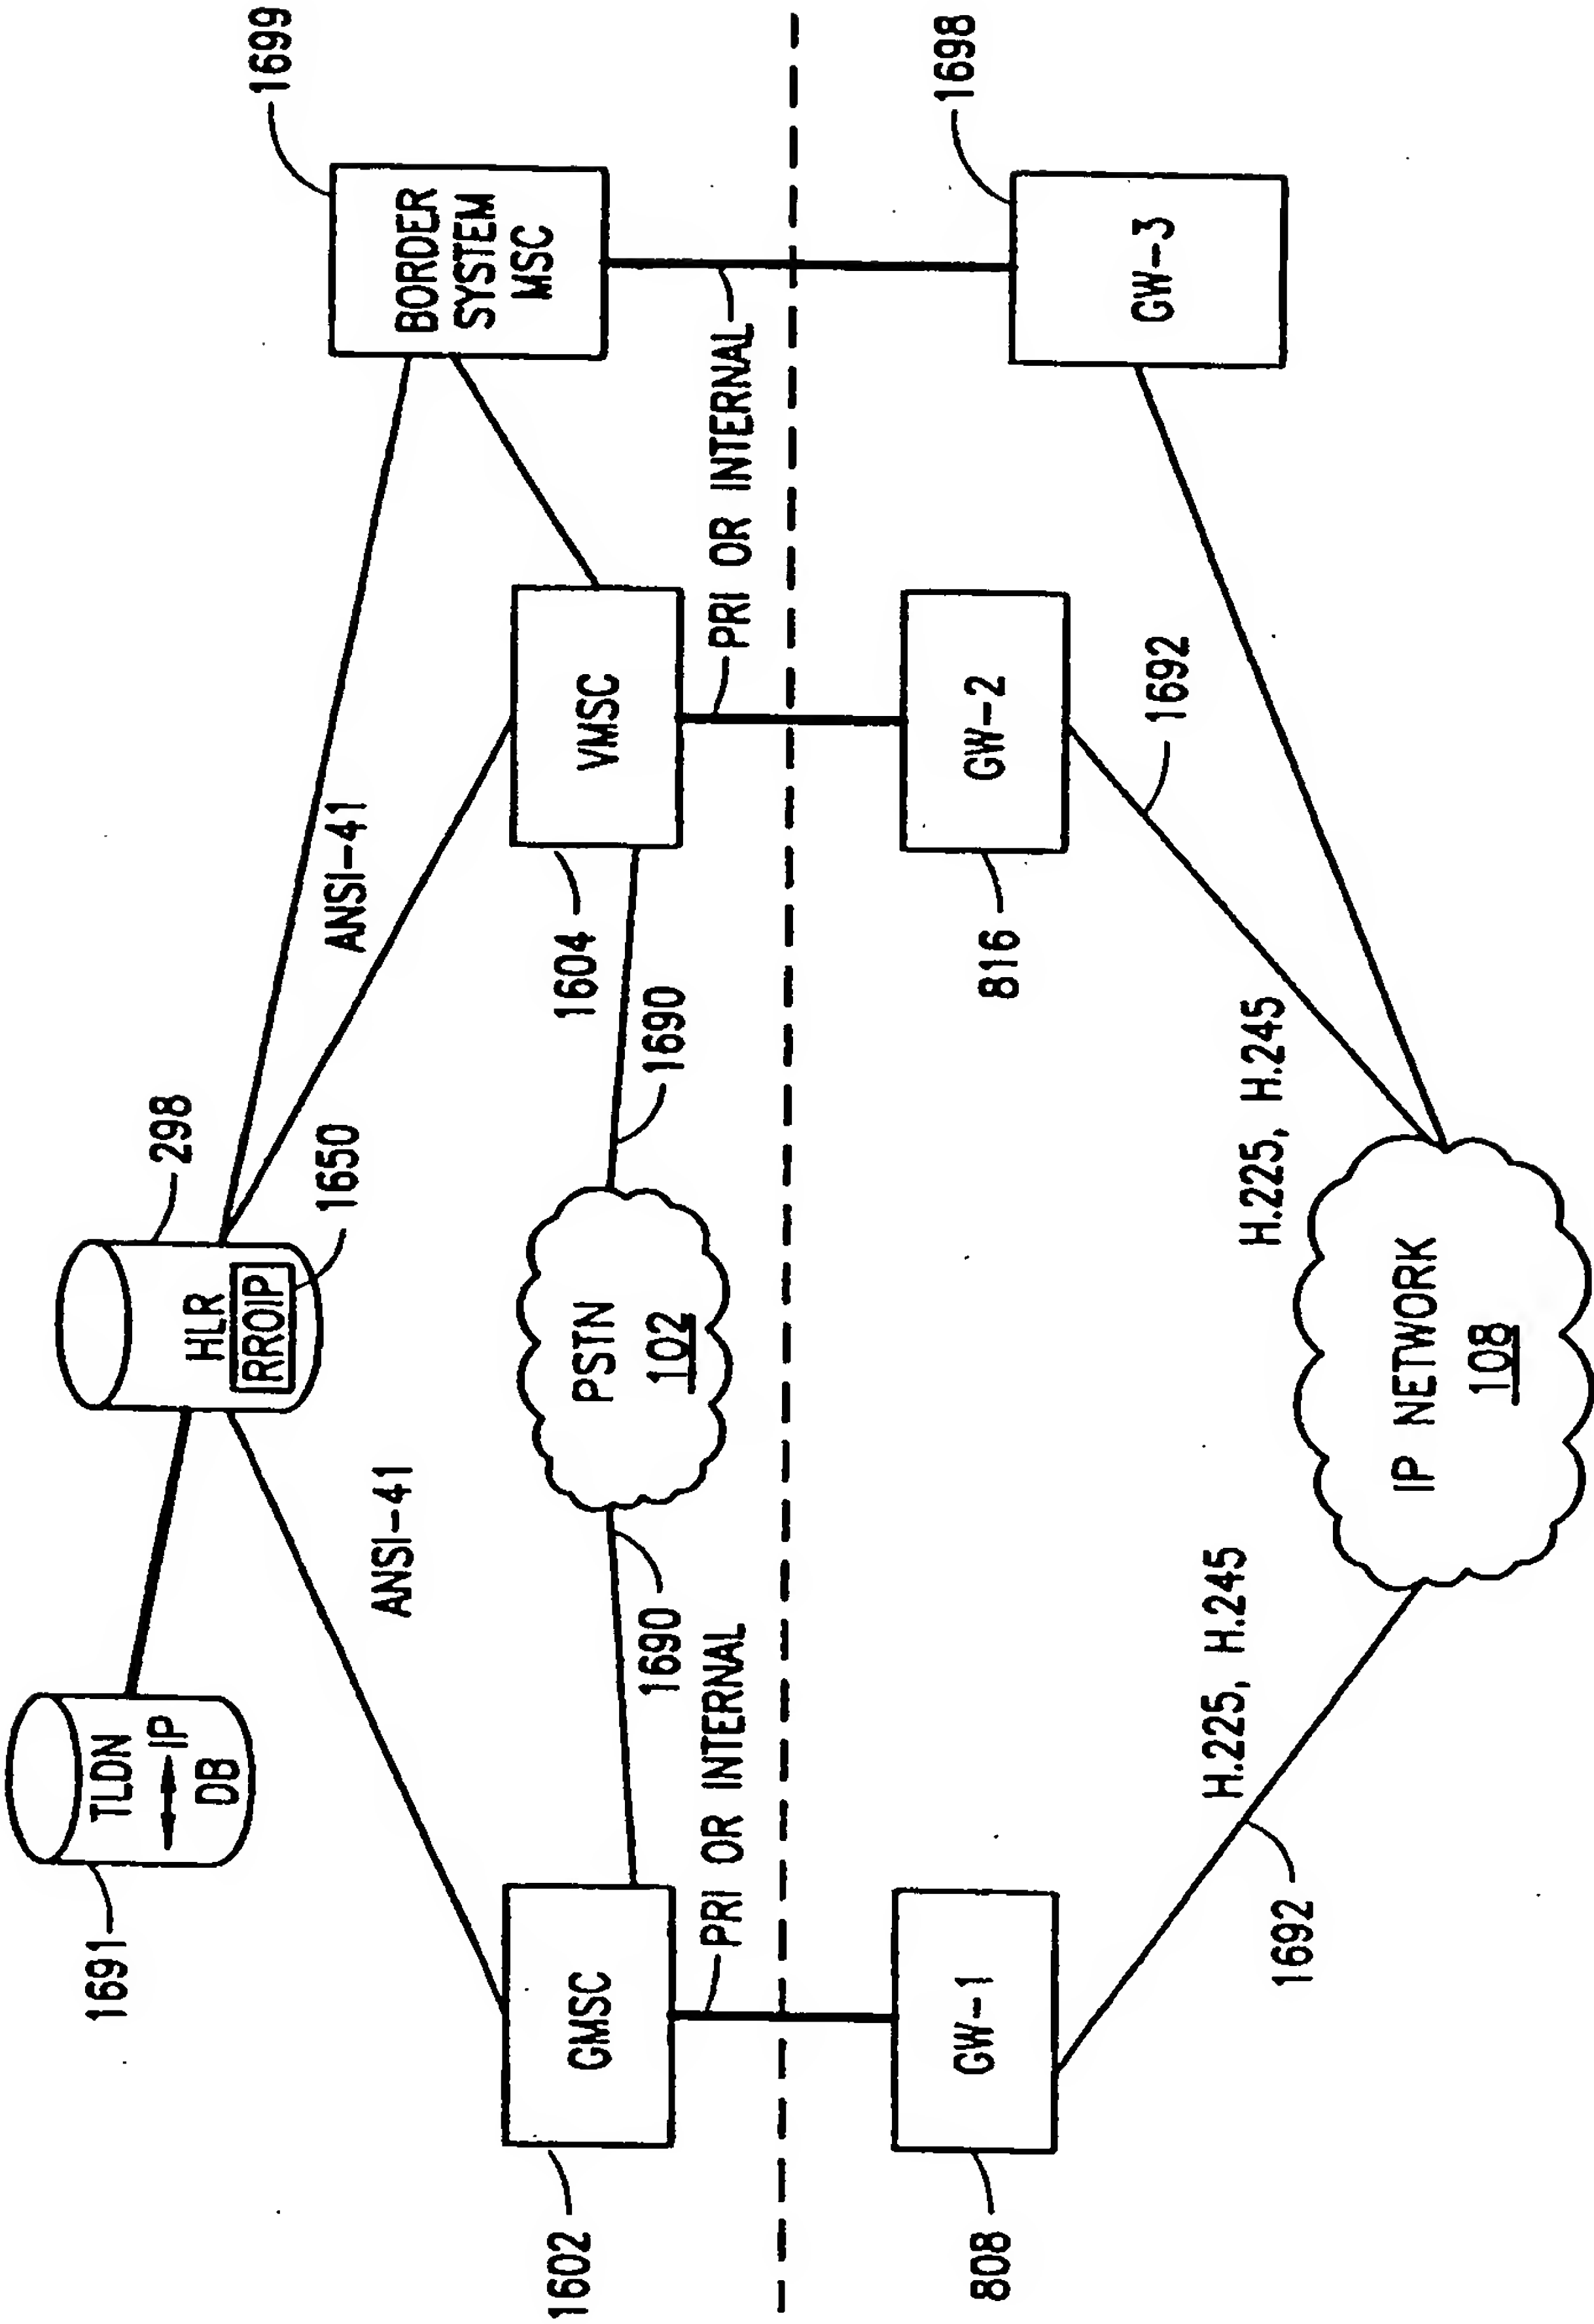 1691
TLDN
IP
DB
298
HLR
RROIP
1650
ANSI-41
ANSI-41
1699
BORDER
SYSTEM
MSC
1602
GMSC
1690
PSTN
102
1690
1604
VMSC
PRI OR INTERNAL
PRI OR INTERNAL
808
GW-1
816
GW-2
1698
GW-3
1692
H.225, H.245
IP NETWORK
108
H.225, H.245
1692